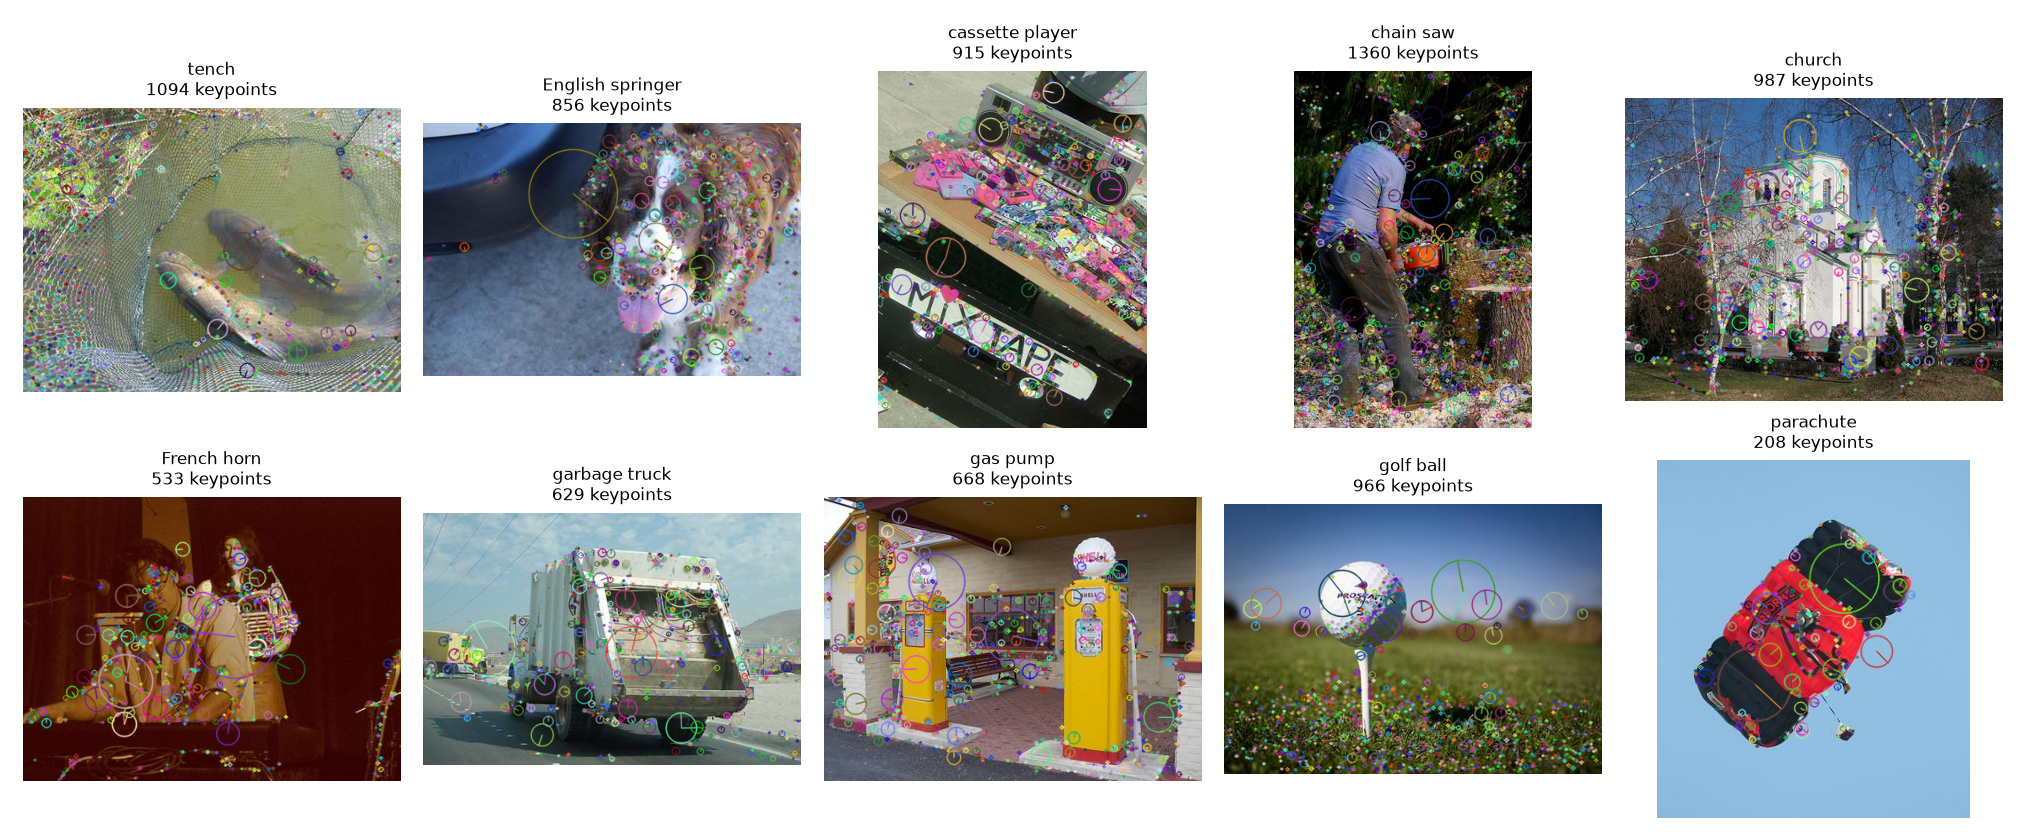 tench
1094 keypoints
English springer
856 keypoints
cassette player
915 keypoints
chain saw
1360 keypoints
church
987 keypoints
MIXTAPE
French horn
533 keypoints
garbage truck
629 keypoints
gas pump
668 keypoints
SHELL
SHELL
golf ball
966 keypoints
parachute
208 keypoints